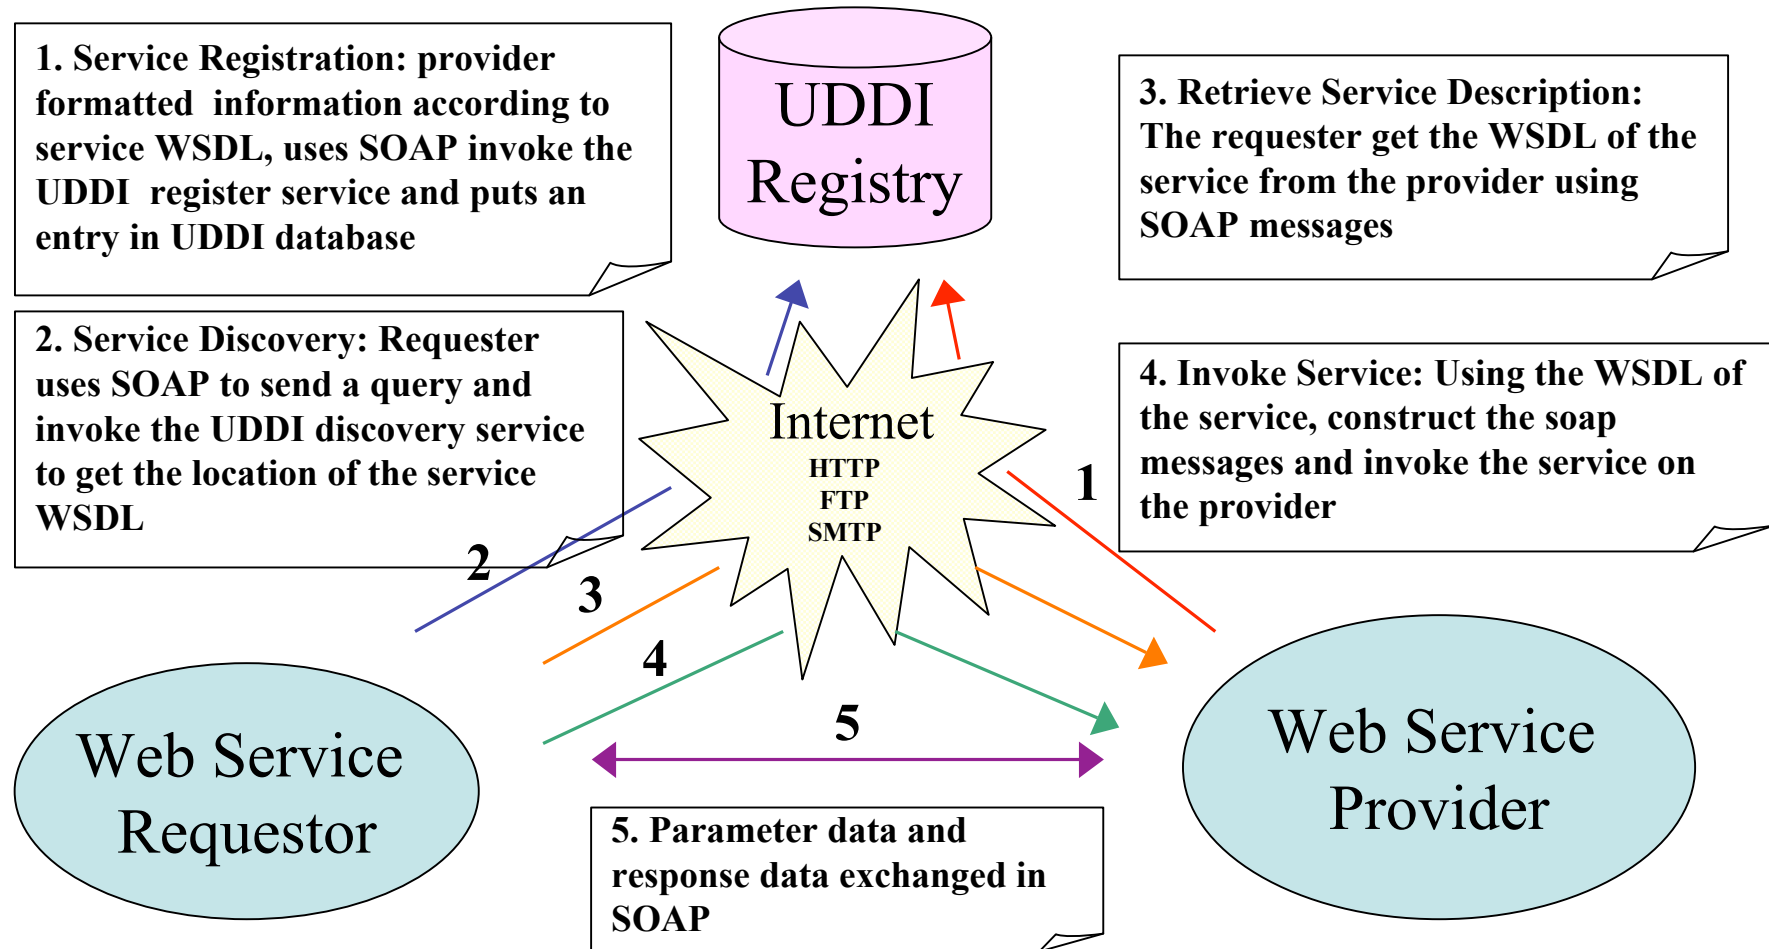 1. Service Registration: provider
formatted information according to
service WSDL, uses SOAP invoke the
UDDI register service and puts an
entry in UDDI database
UDDI
Registry
3. Retrieve Service Description:
The requester get the WSDL of the
service from the provider using
SOAP messages
2. Service Discovery: Requester
uses SOAP to send a query and
invoke the UDDI discovery service
to get the location of the service
WSDL
Internet
HTTP
FTP
SMTP
4. Invoke Service: Using the WSDL of
the service, construct the soap
messages and invoke the service on
the provider
1
2
3
4
5
Web Service
Requestor
Web Service
Provider
5. Parameter data and
response data exchanged in
SOAP